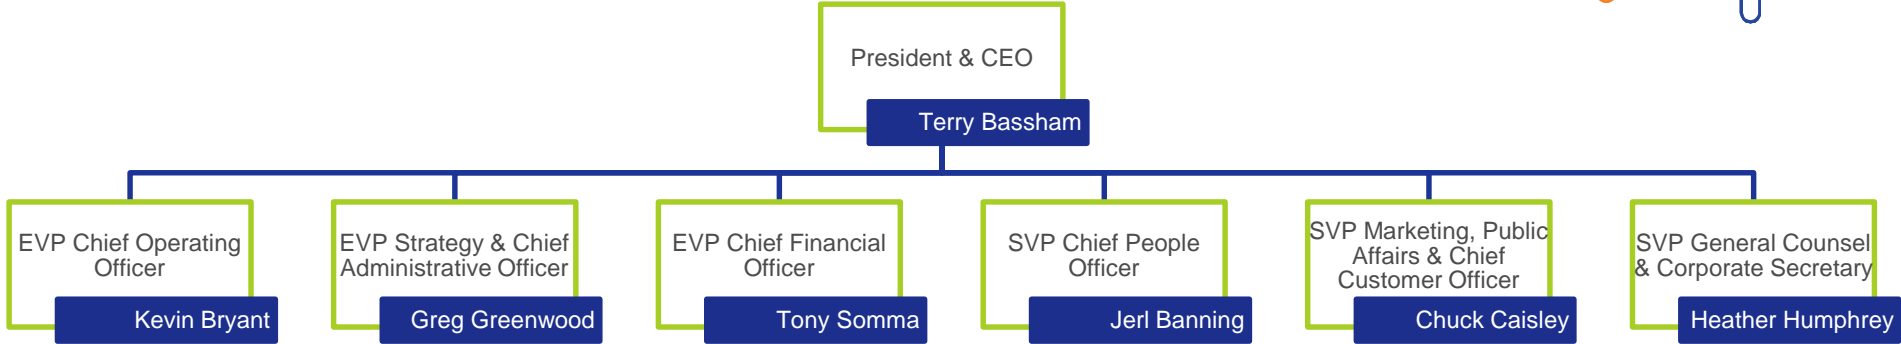 President & CEO
Terry Bassham
EVP Chief Operating
Officer
Kevin Bryant
EVP Strategy & Chief
Administrative Officer
Greg Greenwood
EVP Chief Financial
Officer
Tony Somma
SVP Chief People
Officer
Jerl Banning
SVP Marketing, Public
Affairs & Chief
Customer Officer
Chuck Caisley
SVP General Counsel
& Corporate Secretary
Heather Humphrey